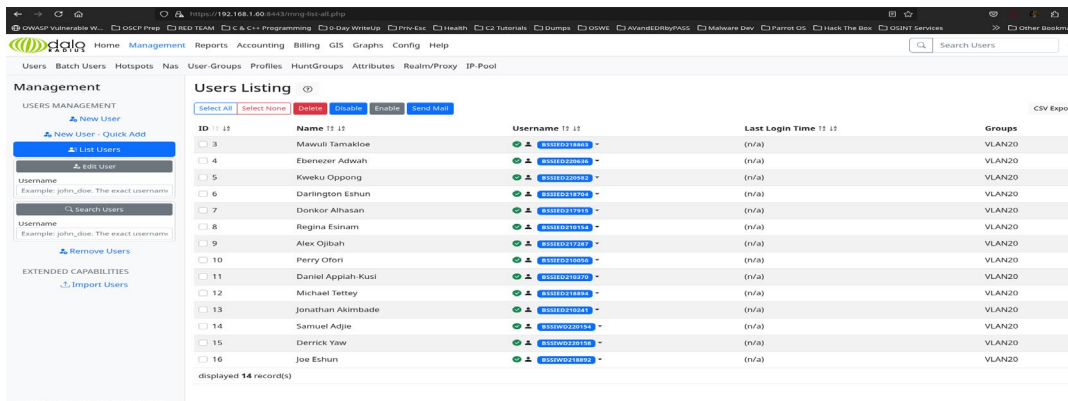 https://192.168.1.60:8443/mng-list-all.php
OWASP Vulnerable W... OSCP Prep RED TEAM C & C++ Programming 0-Day WriteUp Priv-Esc Health C2 Tutorials Dumps OSWE AVandEDRbyPASS Malware Dev Parrot OS Hack The Box OSINT Services Other Bookma
dalo RADIUS Home Management Reports Accounting Billing GIS Graphs Config Help Search Users
Users Batch Users Hotspots Nas User-Groups Profiles HuntGroups Attributes Realm/Proxy IP-Pool
Management
USERS MANAGEMENT
New User
New User - Quick Add
List Users
Edit User
Username
Example: john_doe. The exact username
Search Users
Username
Example: john_doe. The exact username
Remove Users
EXTENDED CAPABILITIES
Import Users
Users Listing
Select All Select None Delete Disable Enable Send Mail CSV Expo
ID Name Username Last Login Time Groups
3 Mawuli Tamakloe BSSIED218863 (n/a) VLAN20
4 Ebenezer Adwah BSSIED220636 (n/a) VLAN20
5 Kweku Oppong BSSIED220582 (n/a) VLAN20
6 Darlington Eshun BSSIED218704 (n/a) VLAN20
7 Donkor Alhasan BSSIED217915 (n/a) VLAN20
8 Regina Esinam BSSIED210154 (n/a) VLAN20
9 Alex Ojibah BSSIED217287 (n/a) VLAN20
10 Perry Ofori BSSIED210056 (n/a) VLAN20
11 Daniel Appiah-Kusi BSSIED210370 (n/a) VLAN20
12 Michael Tettey BSSIED218894 (n/a) VLAN20
13 Jonathan Akimbade BSSIED210241 (n/a) VLAN20
14 Samuel Adjie BSSIWD220154 (n/a) VLAN20
15 Derrick Yaw BSSIWD220158 (n/a) VLAN20
16 Joe Eshun BSSIWD218892 (n/a) VLAN20
displayed 14 record(s)